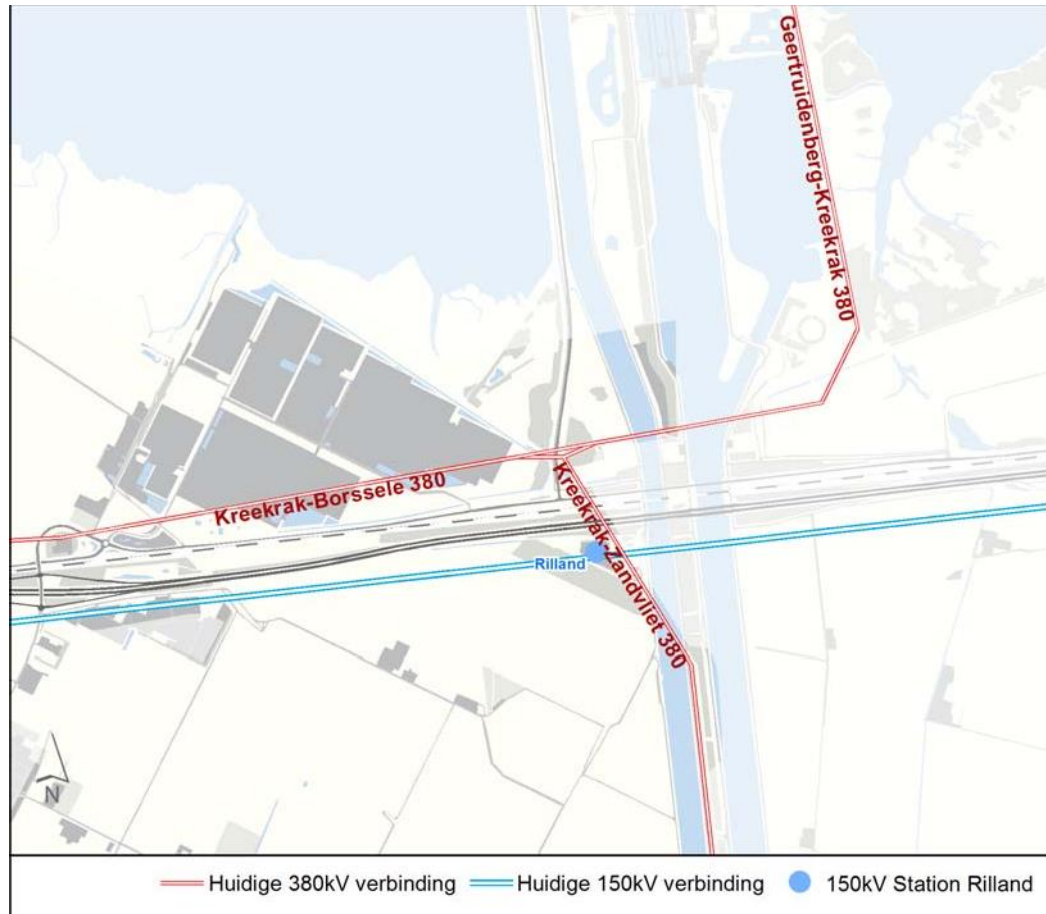 Geertruidenberg-Kreekrak 380
Kreekrak-Borssele 380
Kreekrak-Zandvliet 380
Rilland
N
Huidige 380kV verbinding
Huidige 150kV verbinding
150kV Station Rilland